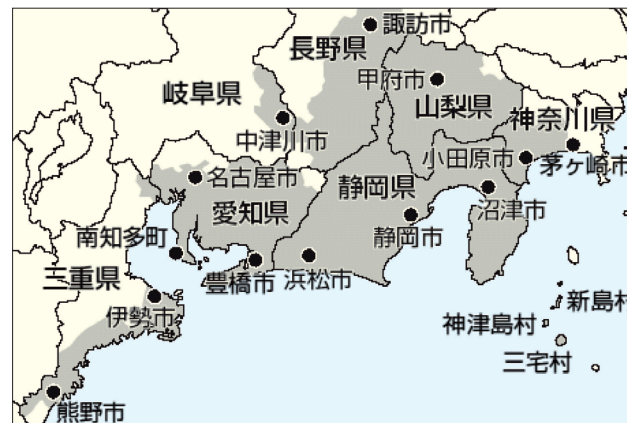 諏訪市
長野県
甲府市
岐阜県
山梨県
神奈川県
中津川市
小田原市
茅ヶ崎市
名古屋市
静岡県
愛知県
沼津市
静岡市
南知多町
豊橋市
浜松市
三重県
伊勢市
新島村
神津島村
三宅村
熊野市